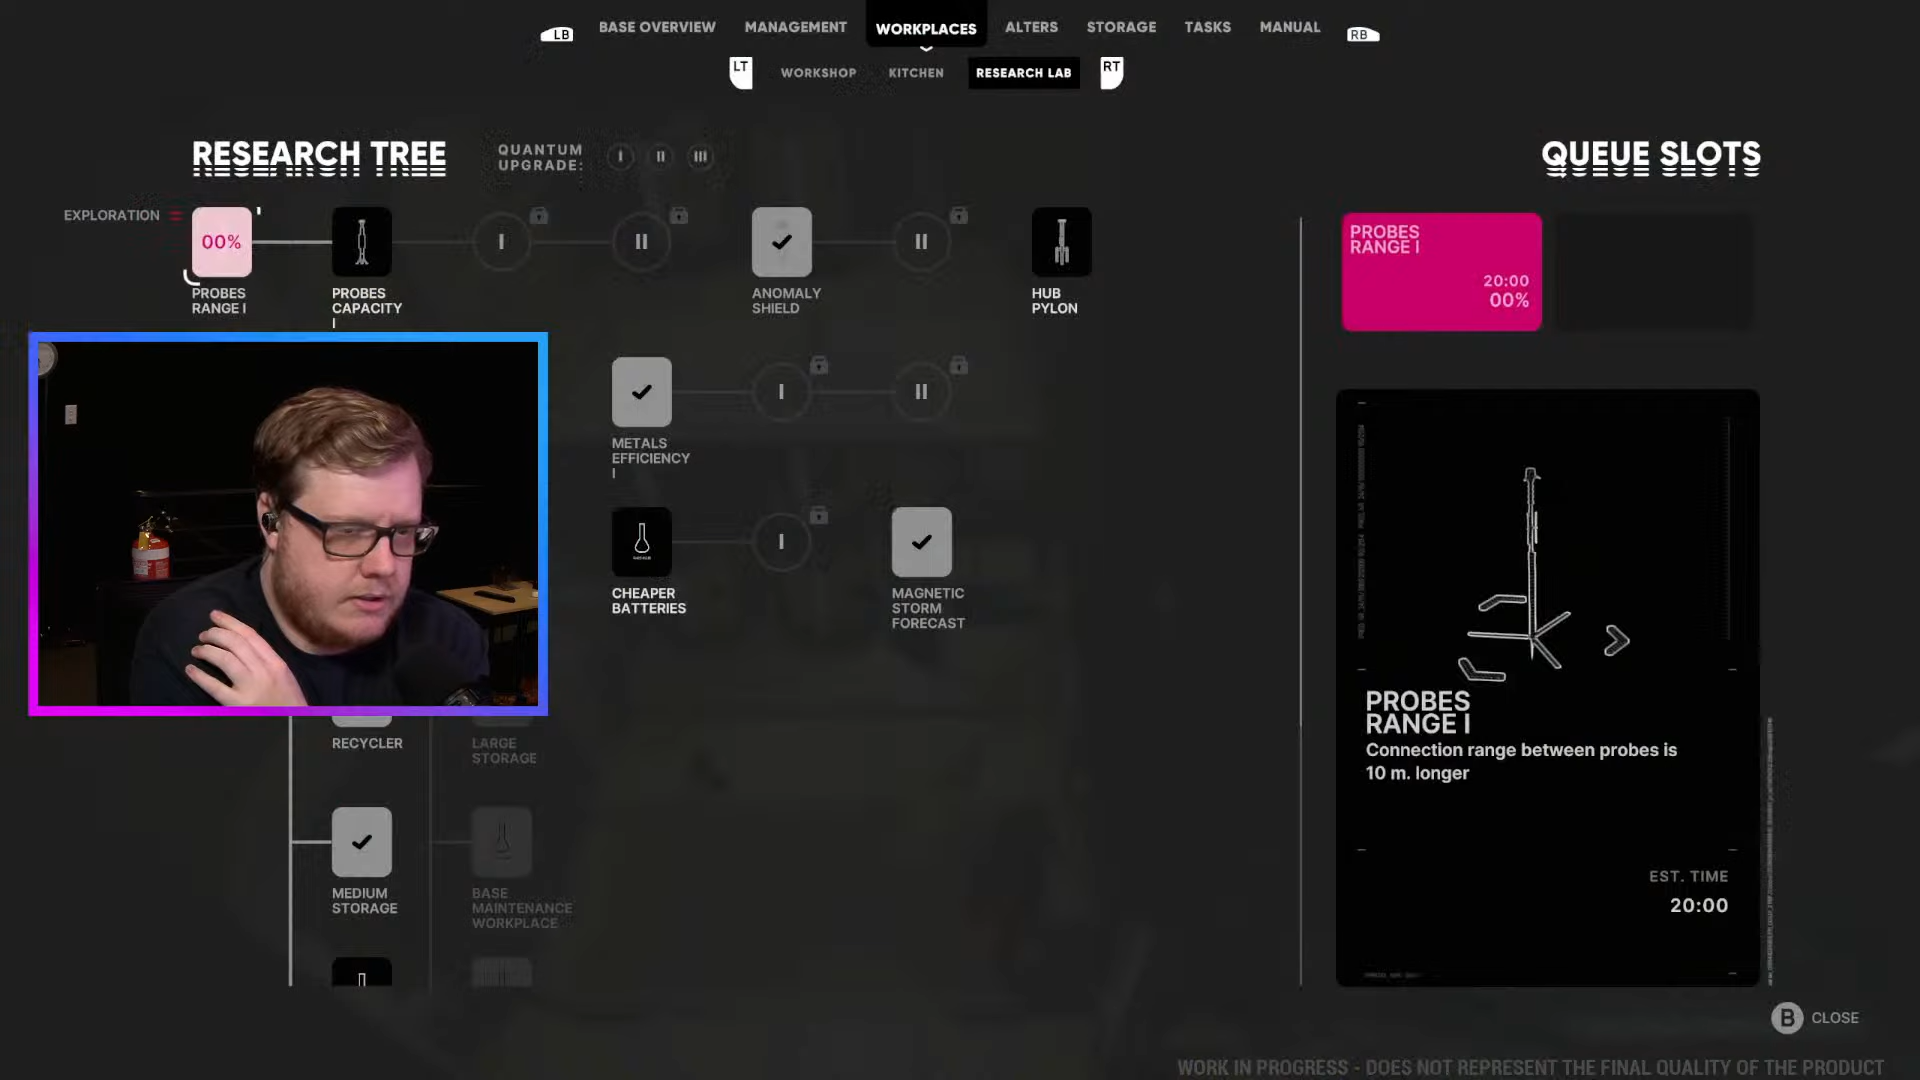 LB
BASE OVERVIEW
MANAGEMENT
WORKPLACES
ALTERS
STORAGE
TASKS
MANUAL
RB
LT
WORKSHOP
KITCHEN
RESEARCH LAB
RT
RESEARCH TREE
QUANTUM
UPGRADE:
I
II
III
QUEUE SLOTS
EXPLORATION
00%
I
II
II
PROBES
RANGE I
PROBES
CAPACITY
I
ANOMALY
SHIELD
HUB
PYLON
PROBES
RANGE I
20:00
00%
I
II
METALS
EFFICIENCY
I
I
CHEAPER
BATTERIES
MAGNETIC
STORM
FORECAST
RECYCLER
LARGE
STORAGE
MEDIUM
STORAGE
BASE
MAINTENANCE
WORKPLACE
PROBES
RANGE I
Connection range between probes is
10 m. longer
EST. TIME
20:00
B CLOSE
WORK IN PROGRESS - DOES NOT REPRESENT THE FINAL QUALITY OF THE PRODUCT